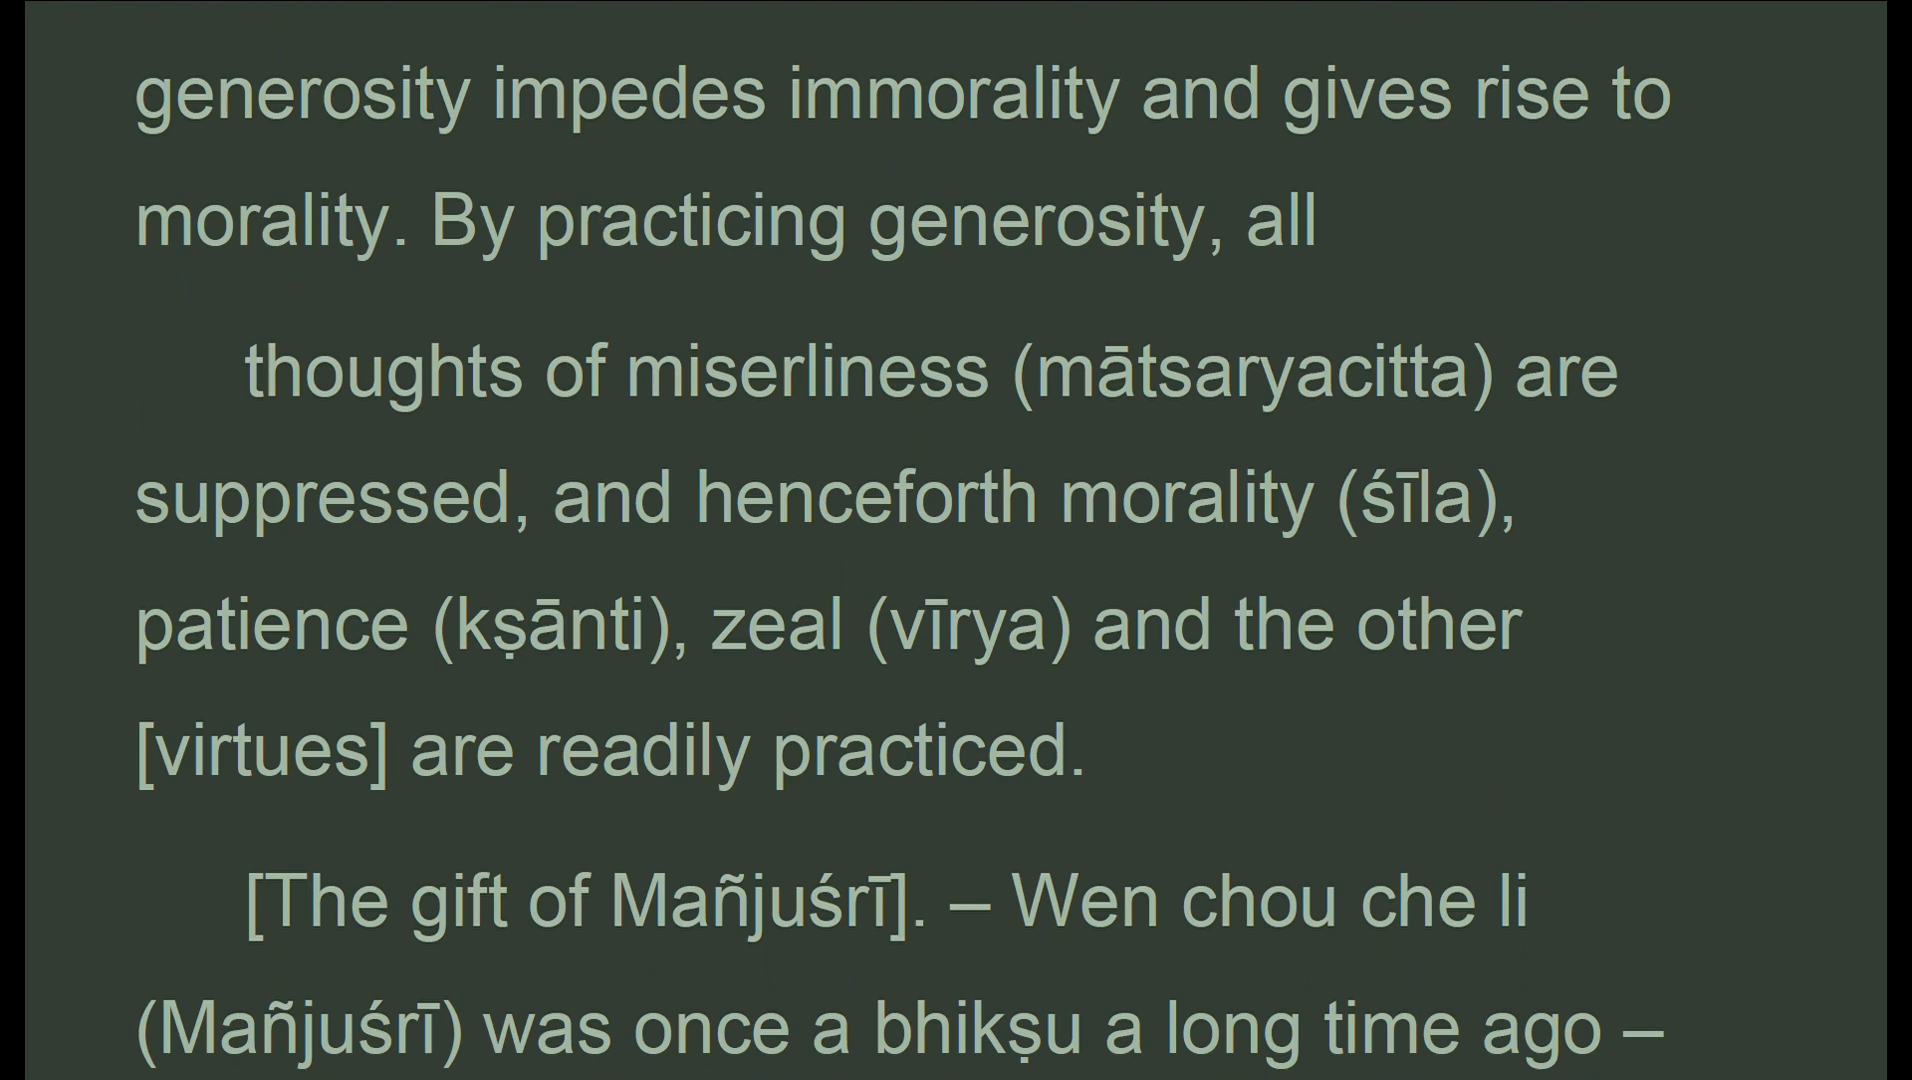 generosity impedes immorality and gives rise to
morality. By practicing generosity, all
thoughts of miserliness (mātsaryacitta) are
suppressed, and henceforth morality (śīla),
patience (kṣānti), zeal (vīrya) and the other
[virtues] are readily practiced.
[The gift of Mañjuśrī]. – Wen chou che li
(Mañjuśrī) was once a bhikṣu a long time ago –